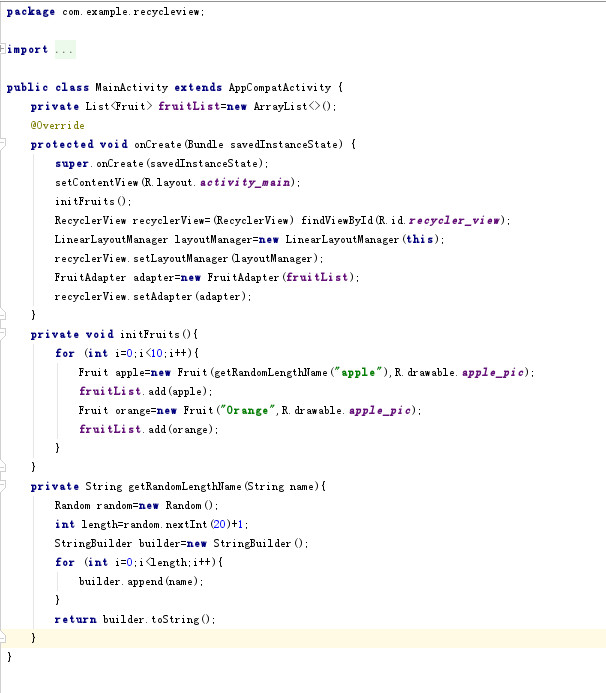 package com.example.recycleview;
import ...
public class MainActivity extends AppCompatActivity {
private List<Fruit> fruitList=new ArrayList<>();
@Override
protected void onCreate(Bundle savedInstanceState) {
super.onCreate(savedInstanceState);
setContentView(R.layout.activity_main);
initFruits();
RecyclerView recyclerView=(RecyclerView) findViewById(R.id.recycler_view);
LinearLayoutManager layoutManager=new LinearLayoutManager(this);
recyclerView.setLayoutManager(layoutManager);
FruitAdapter adapter=new FruitAdapter(fruitList);
recyclerView.setAdapter(adapter);
}
private void initFruits(){
for (int i=0;i<10;i++){
Fruit apple=new Fruit(getRandomLengthName("apple"),R.drawable.apple_pic);
fruitList.add(apple);
Fruit orange=new Fruit("Orange",R.drawable.apple_pic);
fruitList.add(orange);
}
}
private String getRandomLengthName(String name){
Random random=new Random();
int length=random.nextInt(20)+1;
StringBuilder builder=new StringBuilder();
for (int i=0;i<length;i++){
builder.append(name);
}
return builder.toString();
}
}